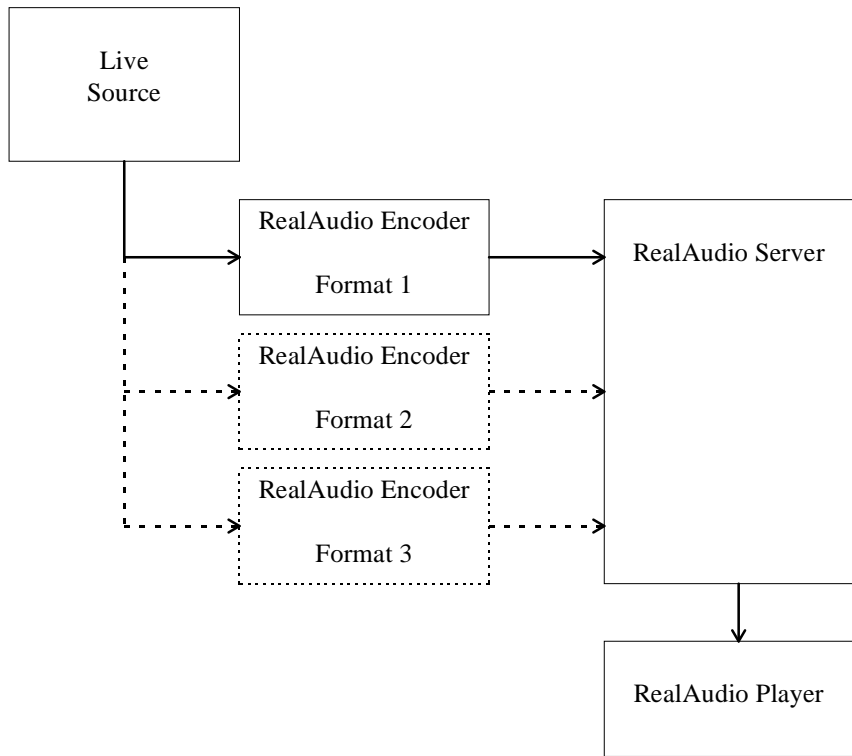 Live
Source
RealAudio Encoder
Format 1
RealAudio Server
RealAudio Encoder
Format 2
RealAudio Encoder
Format 3
RealAudio Player